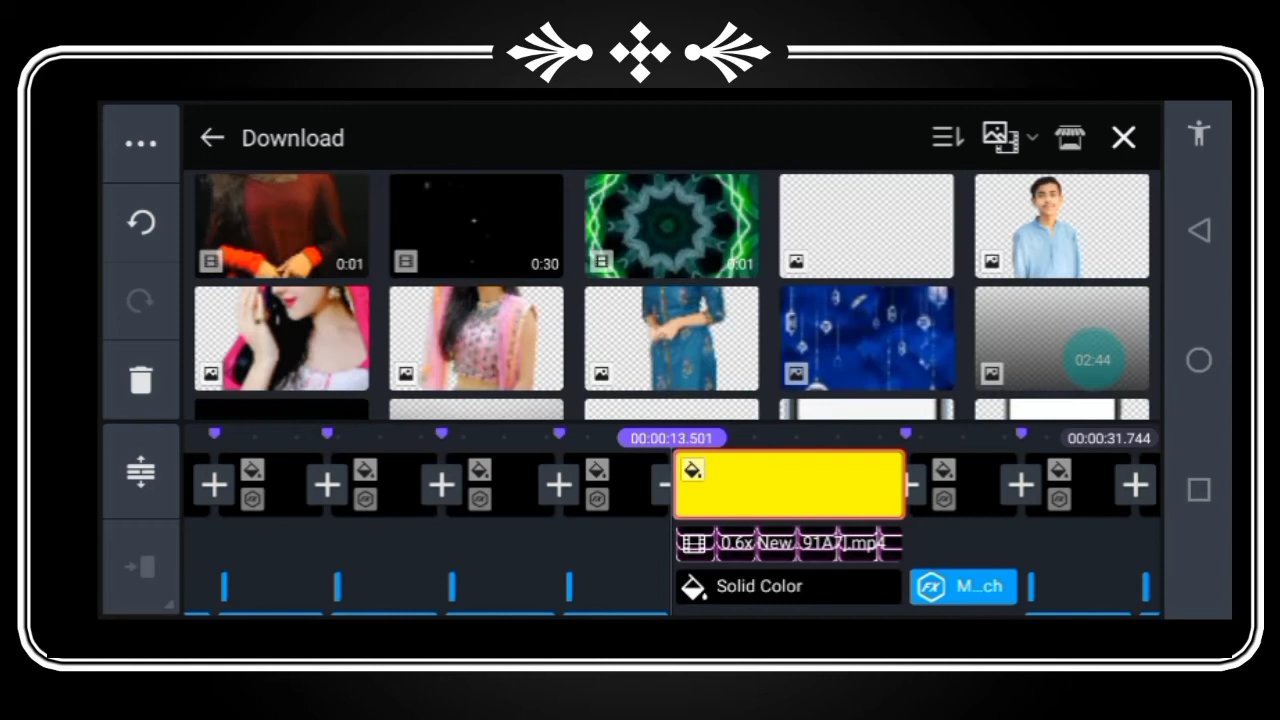 Download
0:01
0:30
0:01
02:44
00:00:13.501
00:00:31.744
0.6x New...91A7J.mp4
Solid Color
M...ch